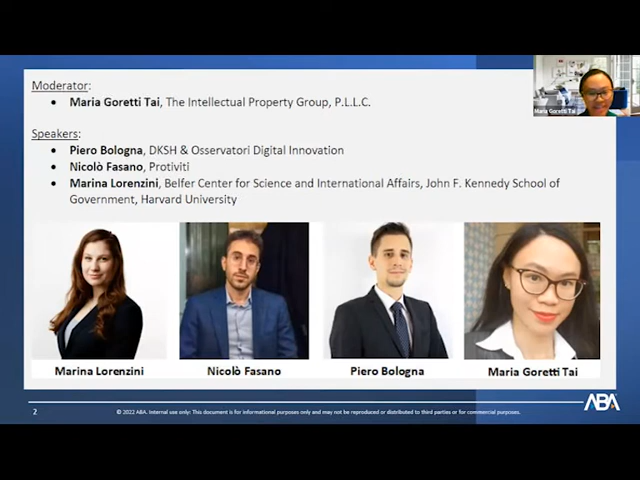 Moderator:
• Maria Goretti Tai, The Intellectual Property Group, P.L.L.C.
Speakers:
• Piero Bologna, DKSH & Osservatori Digital Innovation
• Nicolò Fasano, Protiviti
• Marina Lorenzini, Belfer Center for Science and International Affairs, John F. Kennedy School of
Government, Harvard University
Maria Goretti Tai
Marina Lorenzini
Nicolò Fasano
Piero Bologna
Maria Goretti Tai
2
© 2022 ABA. Internal use only: This document is for informational purposes only and may not be reproduced or distributed to third parties or for commercial purposes.
ABA